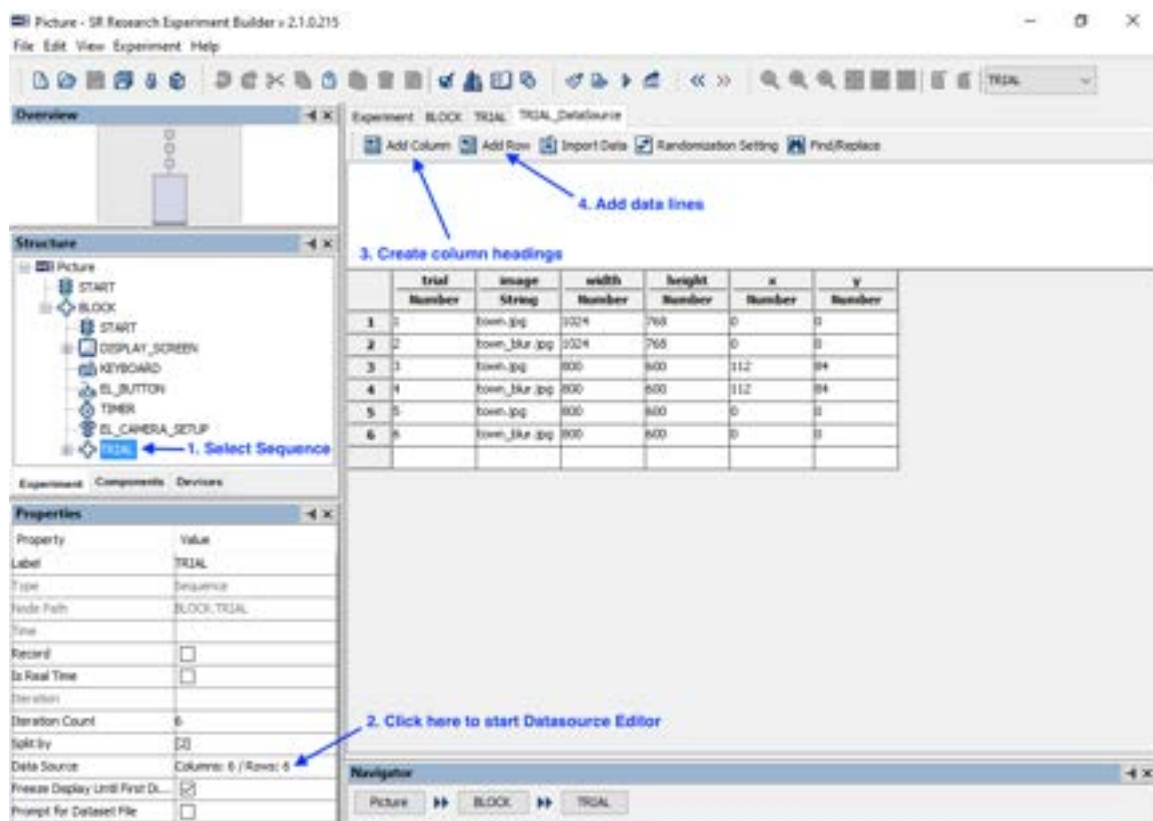 Picture - SR Research Experiment Builder v 2.1.0.215
File Edit View Experiment Help
TRIAL
Overview
Experiment BLOCK TRIAL TRIAL_DataSource
Add Column Add Row Import Data Randomization Setting Find/Replace
4. Add data lines
3. Create column headings
Structure
Picture
START
BLOCK
START
DISPLAY_SCREEN
KEYBOARD
EL_BUTTON
TIMER
EL_CAMERA_SETUP
TRIAL
1. Select Sequence
Experiment Components Devices
trial image width height x y
Number String Number Number Number Number
1 1 town.jpg 1024 768 0 0
2 2 town_blur.jpg 1024 768 0 0
3 3 town.jpg 800 600 112 84
4 4 town_blur.jpg 800 600 112 84
5 5 town.jpg 800 600 0 0
6 6 town_blur.jpg 800 600 0 0
Properties
Property Value
Label TRIAL
Type Sequence
Node Path BLOCK.TRIAL
Time
Record
Is Real Time
Iteration
Iteration Count 6
Split by [2]
Data Source Columns: 6 / Rows: 6
Freeze Display Until First Di...
Prompt for Dataset File
2. Click here to start Datasource Editor
Navigator
Picture BLOCK TRIAL